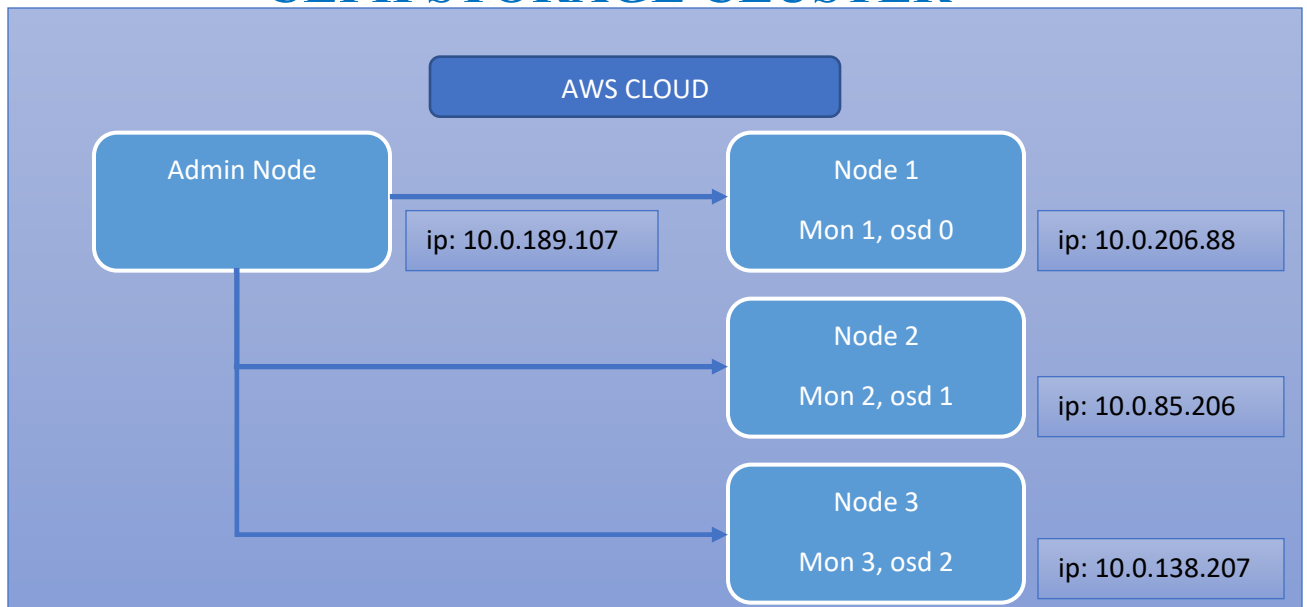 STORAGE CLUSTER
AWS CLOUD
Admin Node
ip: 10.0.189.107
Node 1
Mon 1, osd 0
ip: 10.0.206.88
Node 2
Mon 2, osd 1
ip: 10.0.85.206
Node 3
Mon 3, osd 2
ip: 10.0.138.207